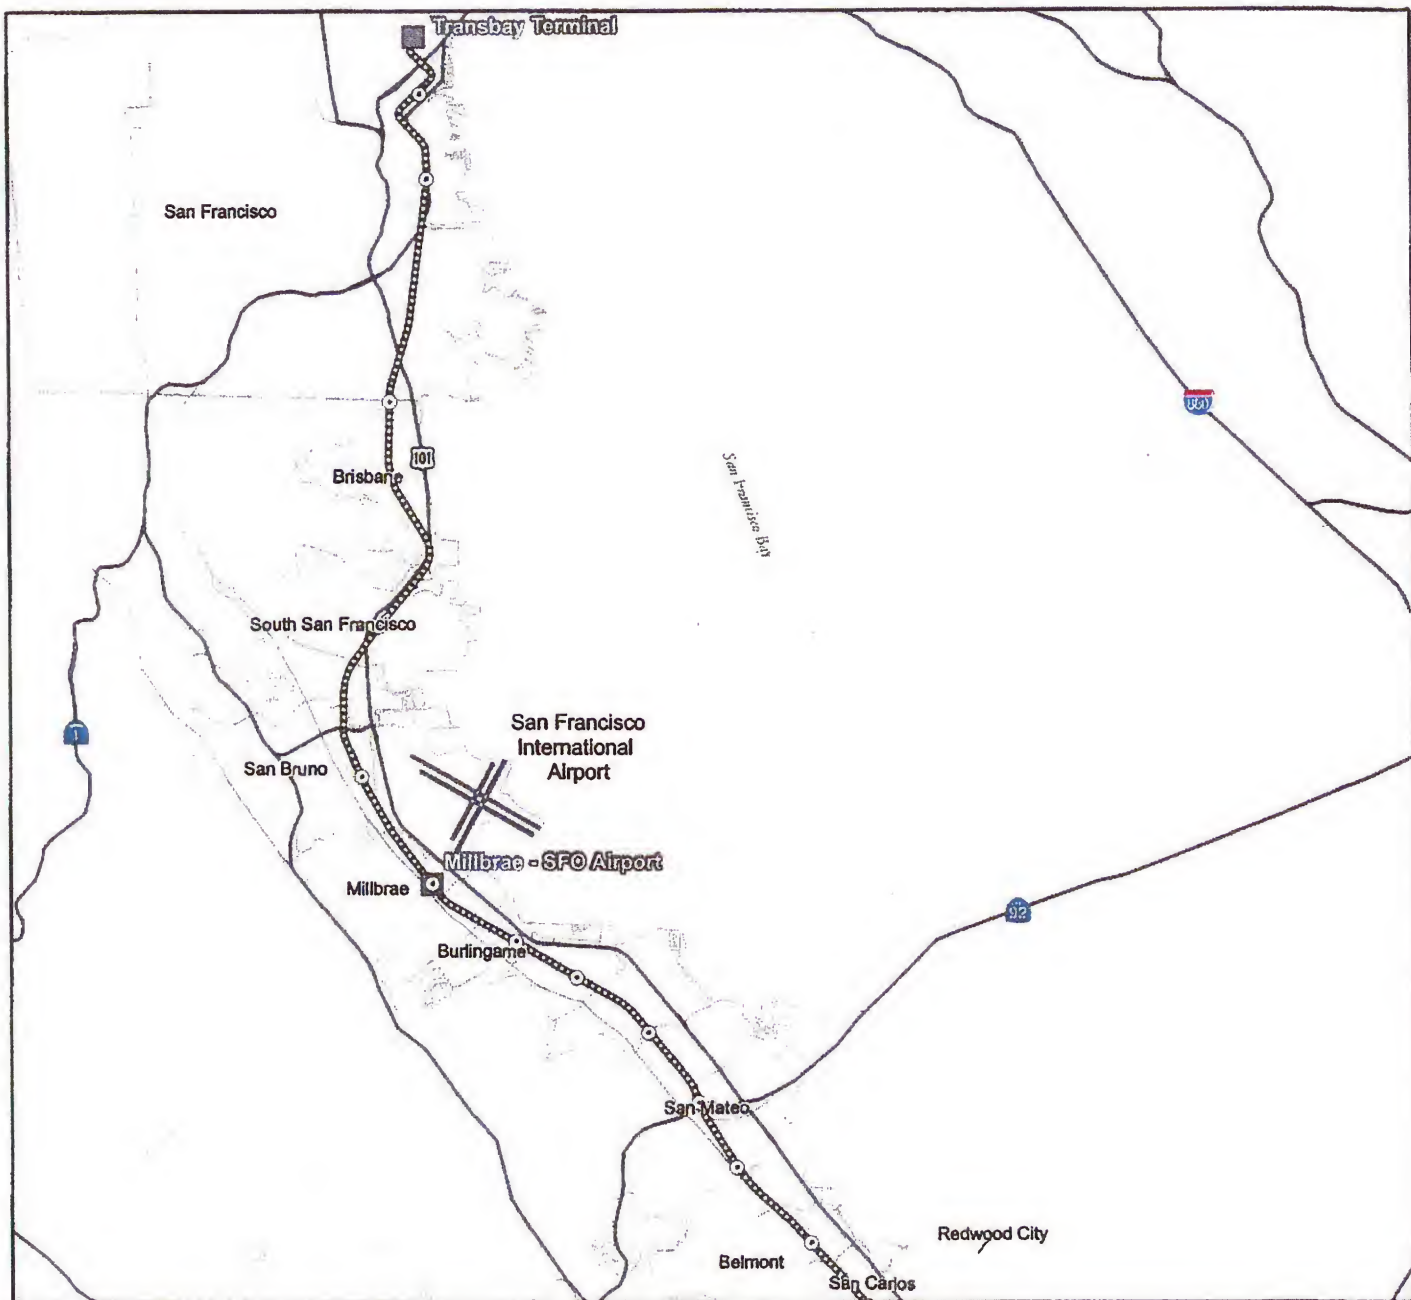 Transbay Terminal
San Francisco
880
101
Brisbane
San Francisco Bay
South San Francisco
1
San Francisco
International
Airport
San Bruno
Millbrae - SFO Airport
Millbrae
92
Burlingame
San Mateo
Redwood City
Belmont
San Carlos